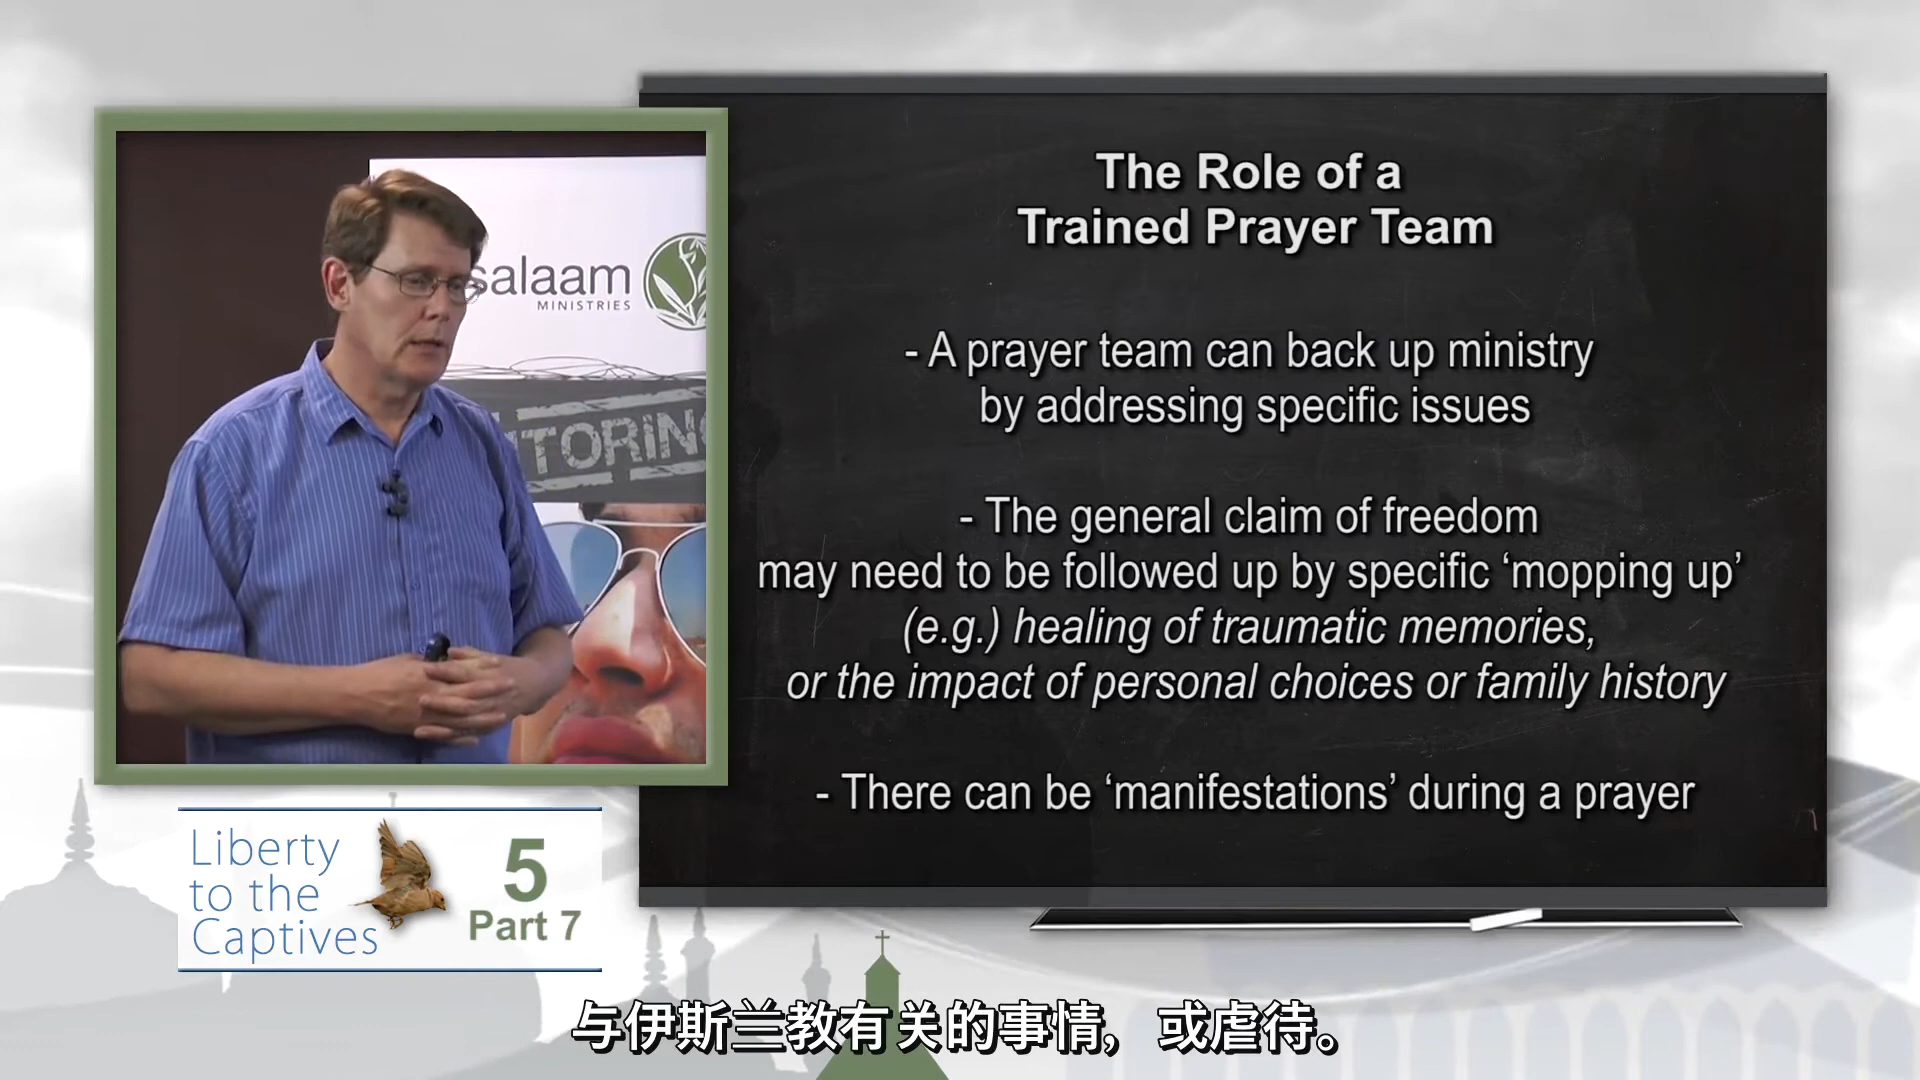 salaam
MINISTRIES
TORING
Liberty
to the
Captives
5
Part 7
The Role of a
Trained Prayer Team
- A prayer team can back up ministry
by addressing specific issues
- The general claim of freedom
may need to be followed up by specific ‘mopping up’
(e.g.) healing of traumatic memories,
or the impact of personal choices or family history
- There can be ‘manifestations’ during a prayer
与伊斯兰教有关的事情，或虐待。